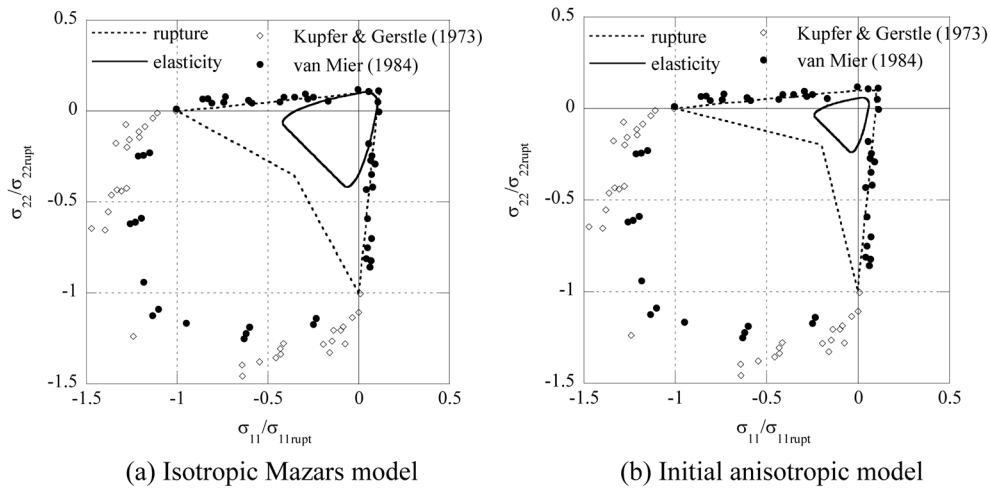 0.5
0
-0.5
-1
-1.5
-1.5
-1
-0.5
0
0.5
rupture
elasticity
Kupfer & Gerstle (1973)
van Mier (1984)
σ22/σ22rupt
σ11/σ11rupt
(a) Isotropic Mazars model
0.5
0
-0.5
-1
-1.5
-1.5
-1
-0.5
0
0.5
rupture
elasticity
Kupfer & Gerstle (1973)
van Mier (1984)
σ22/σ22rupt
σ11/σ11rupt
(b) Initial anisotropic model